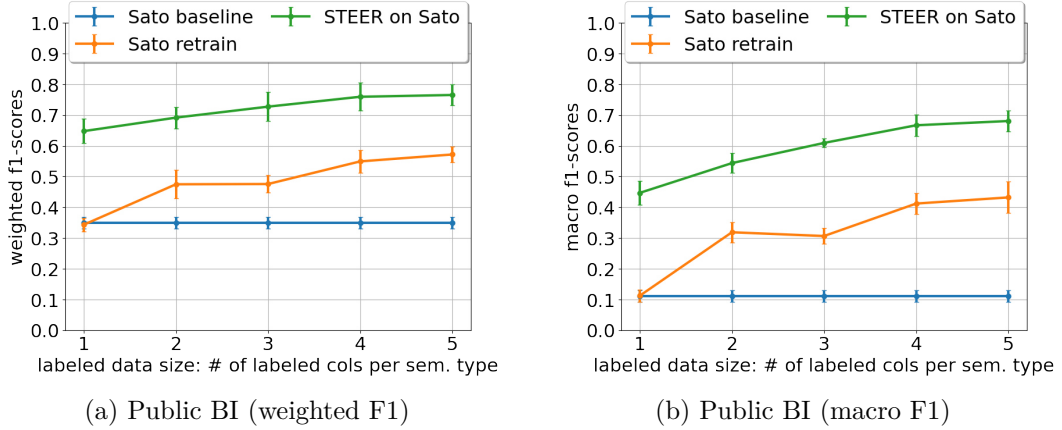 Sato baseline
Sato retrain
STEER on Sato
weighted f1-scores
1.0
0.9
0.8
0.7
0.6
0.5
0.4
0.3
0.2
0.1
0.0
1 2 3 4 5
labeled data size: # of labeled cols per sem. type
(a) Public BI (weighted F1)
Sato baseline
Sato retrain
STEER on Sato
macro f1-scores
1.0
0.9
0.8
0.7
0.6
0.5
0.4
0.3
0.2
0.1
0.0
1 2 3 4 5
labeled data size: # of labeled cols per sem. type
(b) Public BI (macro F1)